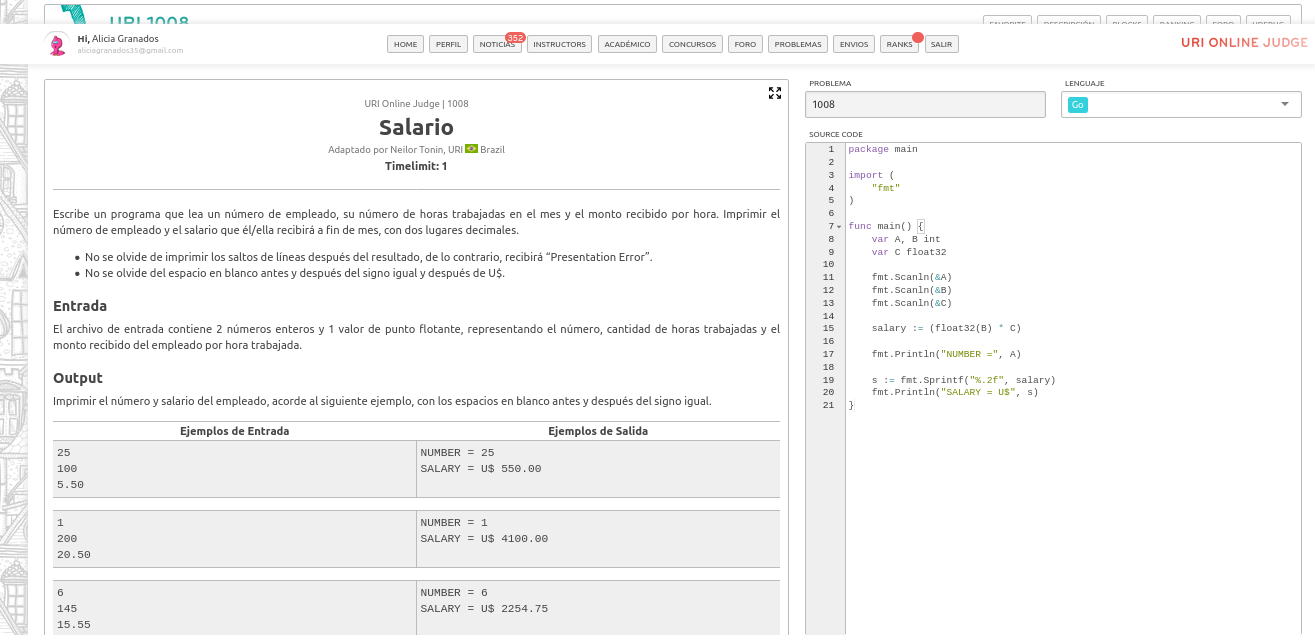 URI 1008
FAVORITE DESCRIPCIÓN BLOCKS RANKING FORO UDEBUG
Hi, Alicia Granados
aliciagranados35@gmail.com
HOME PERFIL NOTICIAS 352 INSTRUCTORS ACADÉMICO CONCURSOS FORO PROBLEMAS ENVIOS RANKS SALIR
URI ONLINE JUDGE
URI Online Judge | 1008
Salario
Adaptado por Neilor Tonin, URI Brazil
Timelimit: 1
Escribe un programa que lea un número de empleado, su número de horas trabajadas en el mes y el monto recibido por hora. Imprimir el
número de empleado y el salario que él/ella recibirá a fin de mes, con dos lugares decimales.
• No se olvide de imprimir los saltos de líneas después del resultado, de lo contrario, recibirá “Presentation Error”.
• No se olvide del espacio en blanco antes y después del signo igual y después de U$.
Entrada
El archivo de entrada contiene 2 números enteros y 1 valor de punto flotante, representando el número, cantidad de horas trabajadas y el
monto recibido del empleado por hora trabajada.
Output
Imprimir el número y salario del empleado, acorde al siguiente ejemplo, con los espacios en blanco antes y después del signo igual.
Ejemplos de Entrada Ejemplos de Salida
25 NUMBER = 25
100 SALARY = U$ 550.00
5.50
1 NUMBER = 1
200 SALARY = U$ 4100.00
20.50
6 NUMBER = 6
145 SALARY = U$ 2254.75
15.55
PROBLEMA LENGUAJE
1008 Go
SOURCE CODE
1 package main
2
3 import (
4     "fmt"
5 )
6
7 func main() {
8     var A, B int
9     var C float32
10
11     fmt.Scanln(&A)
12     fmt.Scanln(&B)
13     fmt.Scanln(&C)
14
15     salary := (float32(B) * C)
16
17     fmt.Println("NUMBER =", A)
18
19     s := fmt.Sprintf("%.2f", salary)
20     fmt.Println("SALARY = U$", s)
21 }